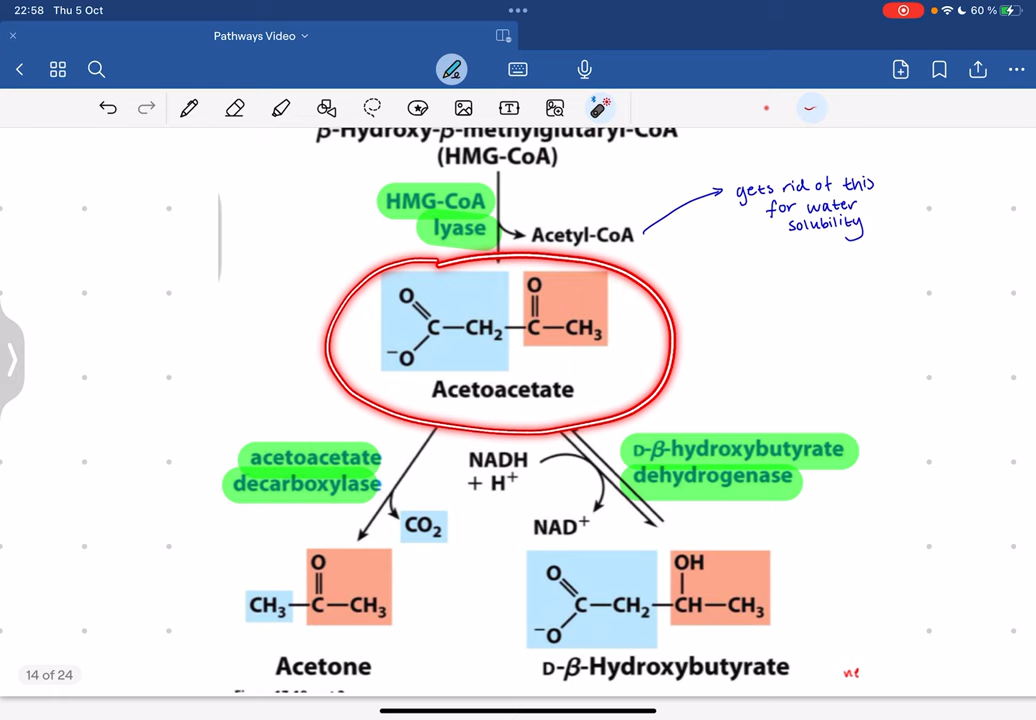 22:58 Thu 5 Oct
60 %
Pathways Video
β-Hydroxy-β-methylglutaryl-CoA
(HMG-CoA)
HMG-CoA
lyase
Acetyl-CoA
gets rid of this
for water
solubility
O O
C—CH₂—C—CH₃
⁻O
Acetoacetate
acetoacetate
decarboxylase
NADH
+ H⁺
D-β-hydroxybutyrate
dehydrogenase
CO₂
NAD⁺
O
CH₃—C—CH₃
Acetone
O OH
C—CH₂—CH—CH₃
⁻O
D-β-Hydroxybutyrate
ne
14 of 24